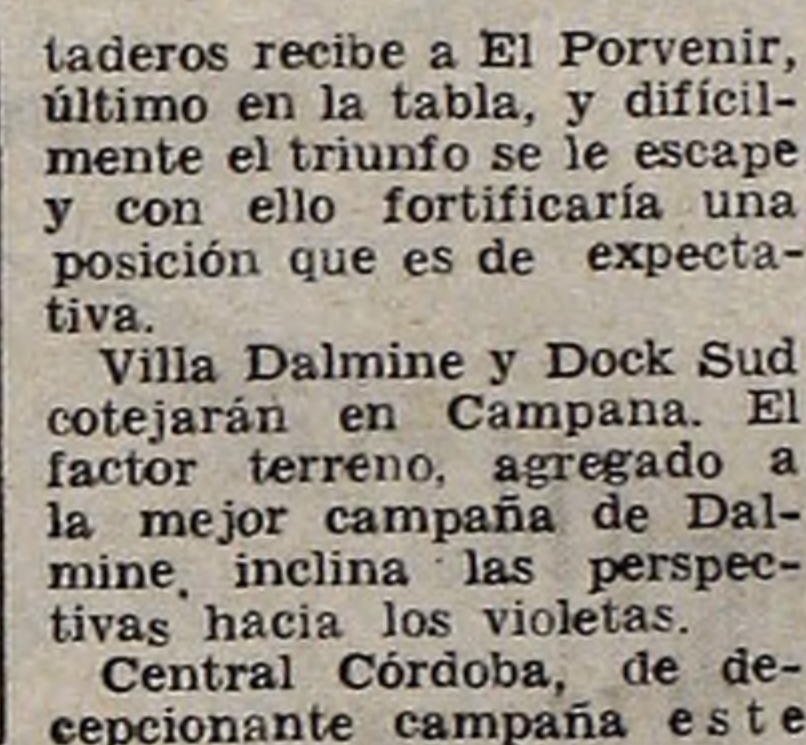 taderos recibe a El Porvenir,
último en la tabla, y difícil-
mente el triunfo se le escape
y con ello fortificaría una
posición que es de expecta-
tiva.
Villa Dalmine y Dock Sud
cotejarán en Campana. El
factor terreno, agregado a
la mejor campaña de Dal-
mine, inclina las perspec-
tivas hacia los violetas.
Central Córdoba, de de-
cepcionante campaña este